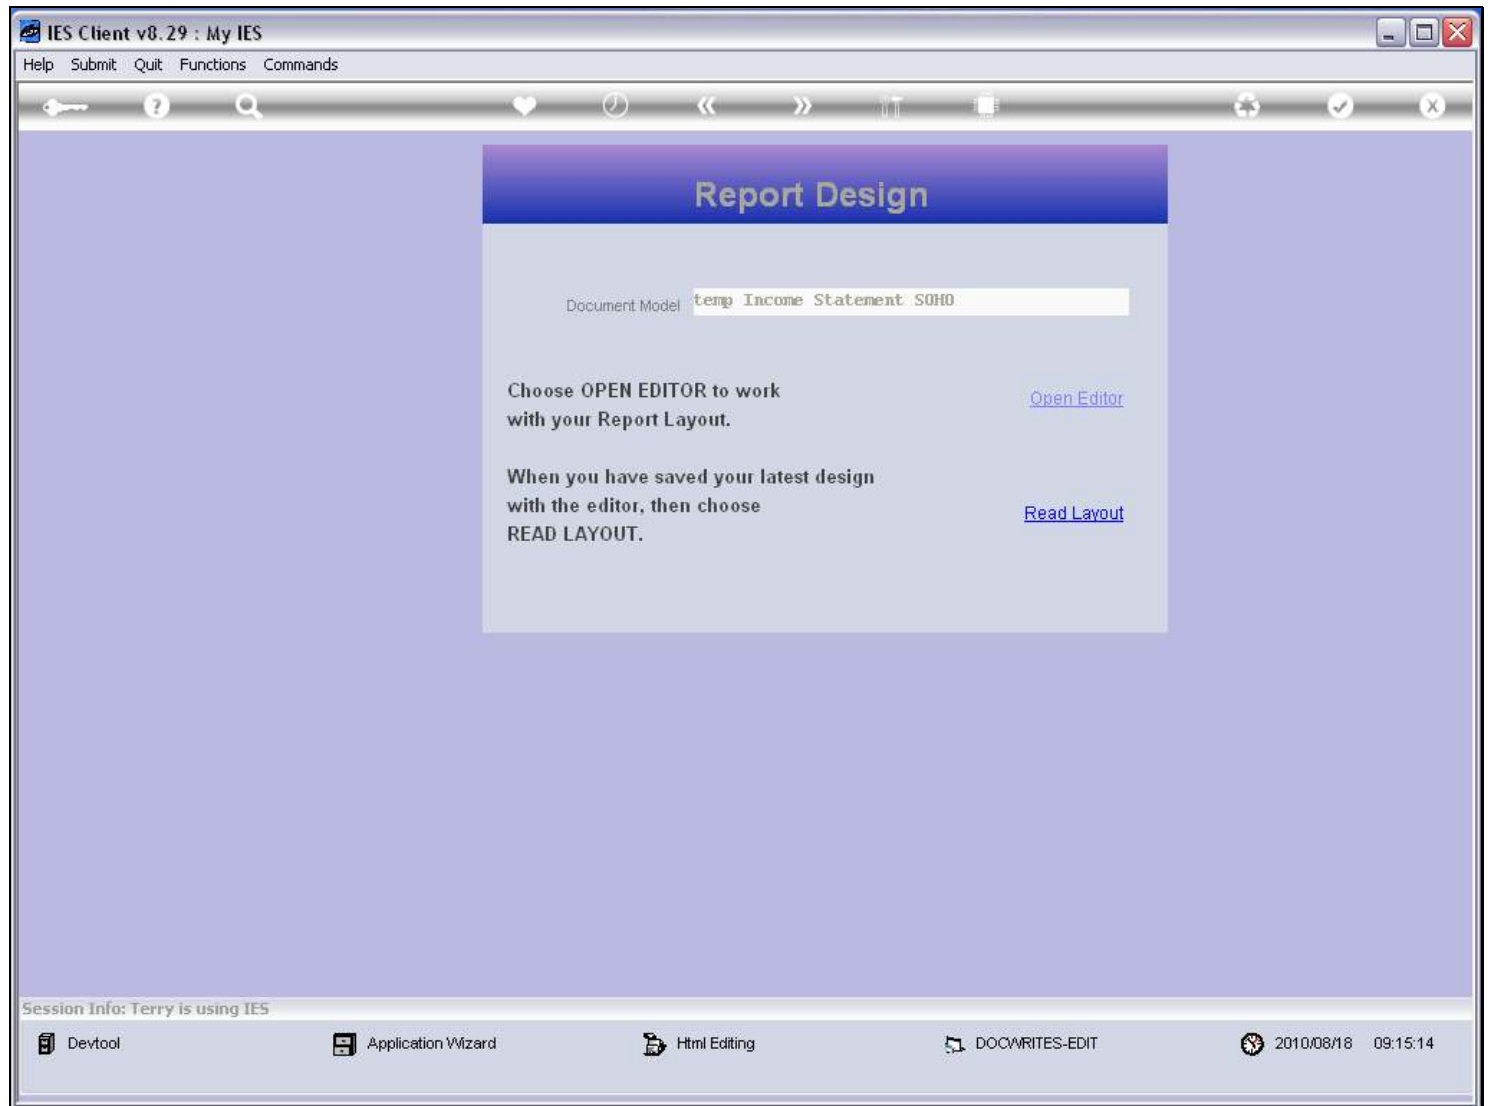 IES Client v8.29 : My IES
Help Submit Quit Functions Commands
Report Design
Document Model temp Income Statement SOHO
Choose OPEN EDITOR to work
with your Report Layout.
Open Editor
When you have saved your latest design
with the editor, then choose
READ LAYOUT.
Read Layout
Session Info: Terry is using IES
Devtool Application Wizard Html Editing DOCWRITES-EDIT 2010/08/18 09:15:14